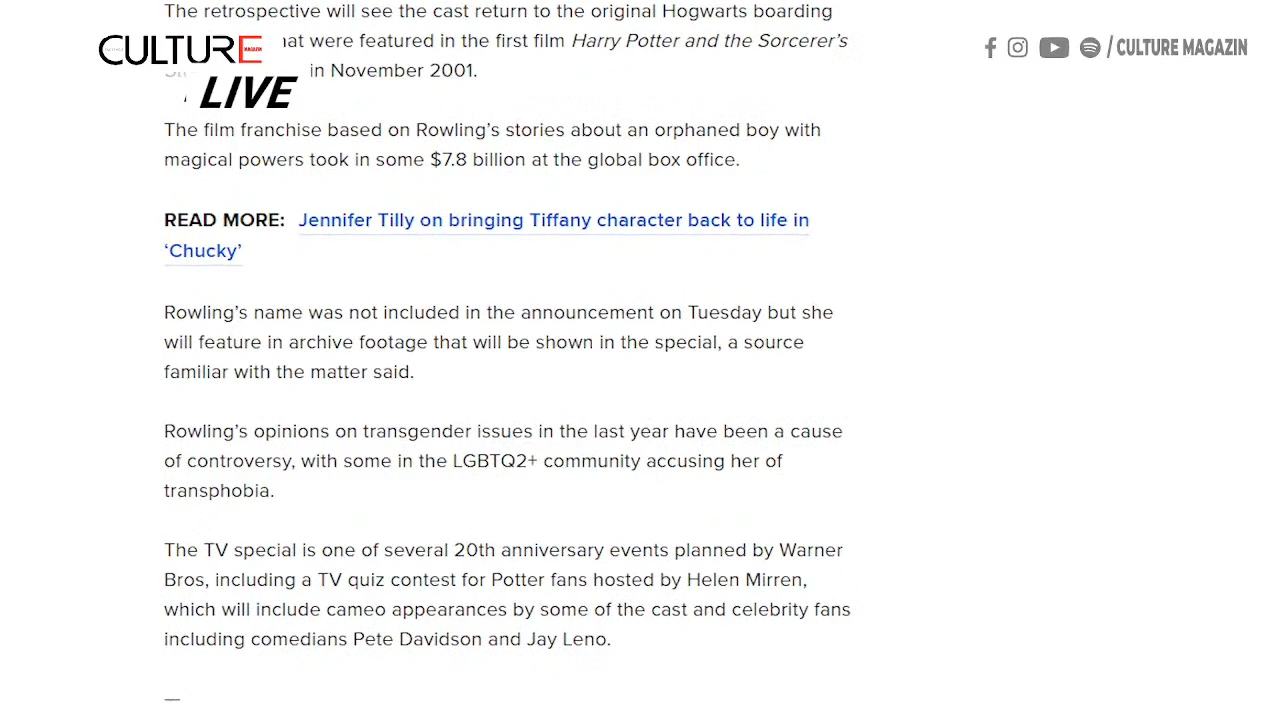 The retrospective will see the cast return to the original Hogwarts boarding
CULTURE
MAGAZIN
LIVE
hat were featured in the first film Harry Potter and the Sorcerer's
in November 2001.
/ CULTURE MAGAZIN
The film franchise based on Rowling's stories about an orphaned boy with
magical powers took in some $7.8 billion at the global box office.
READ MORE: Jennifer Tilly on bringing Tiffany character back to life in
‘Chucky’
Rowling's name was not included in the announcement on Tuesday but she
will feature in archive footage that will be shown in the special, a source
familiar with the matter said.
Rowling's opinions on transgender issues in the last year have been a cause
of controversy, with some in the LGBTQ2+ community accusing her of
transphobia.
The TV special is one of several 20th anniversary events planned by Warner
Bros, including a TV quiz contest for Potter fans hosted by Helen Mirren,
which will include cameo appearances by some of the cast and celebrity fans
including comedians Pete Davidson and Jay Leno.
—